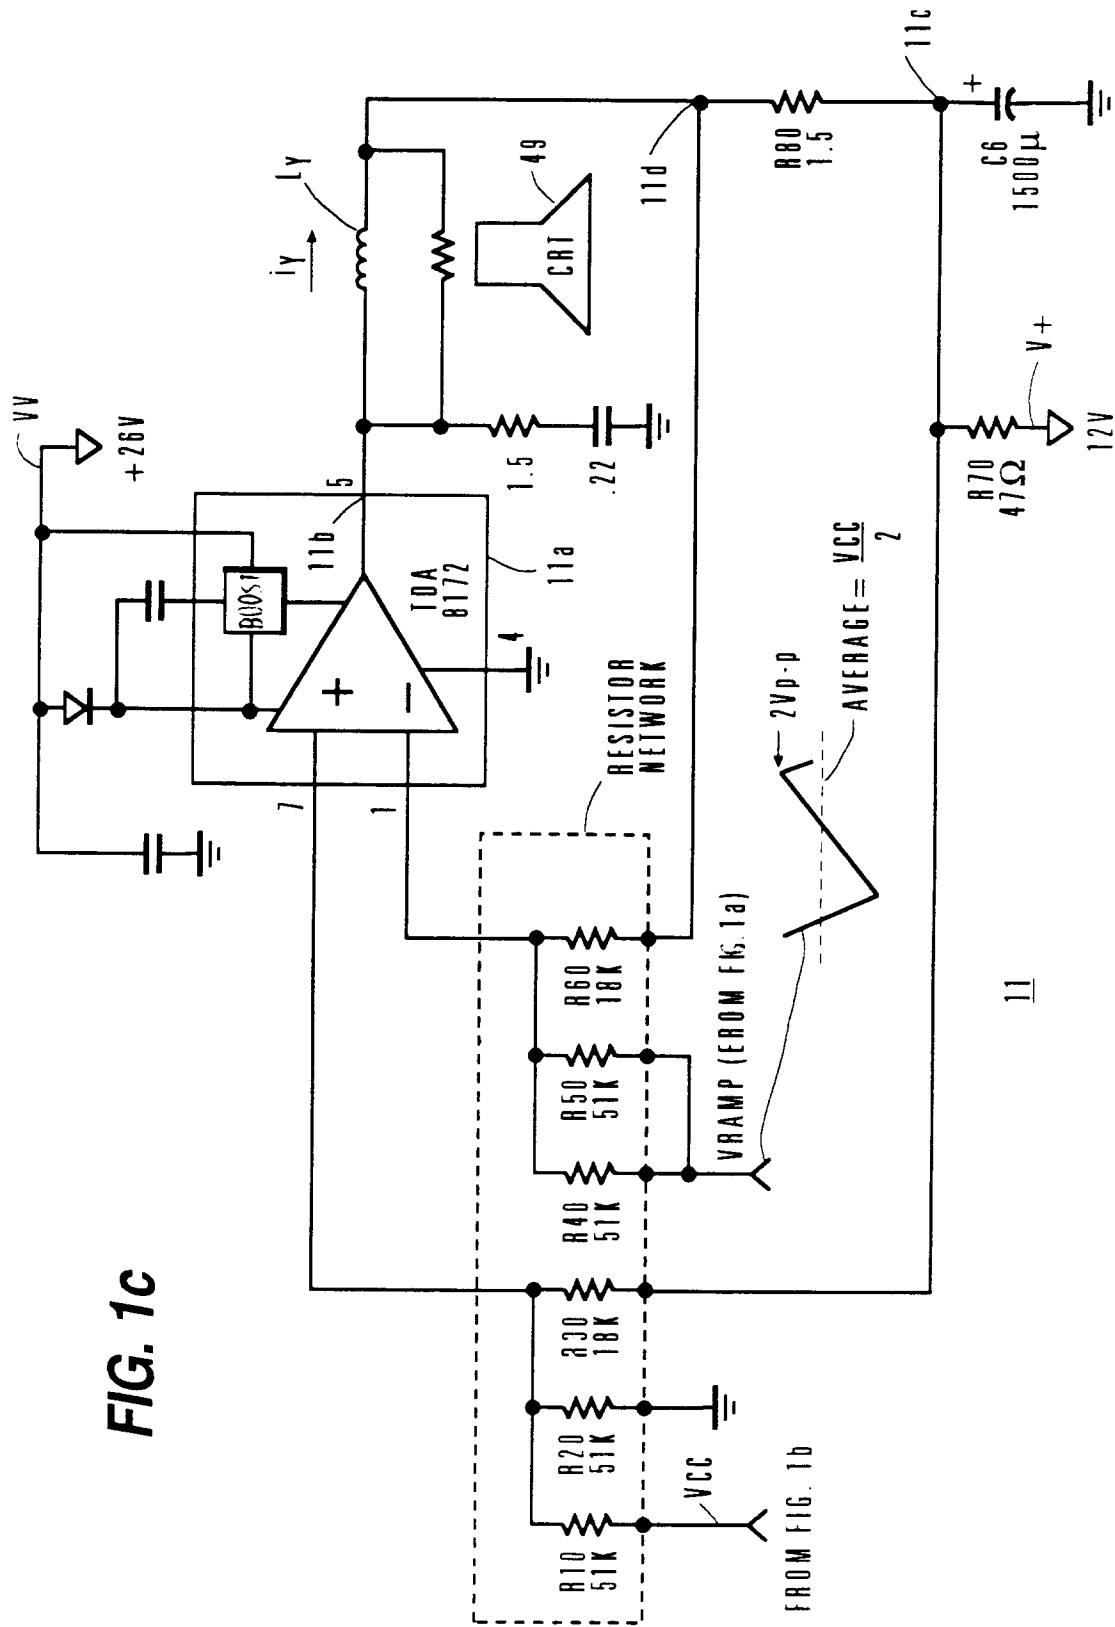 FIG. 1c
VV
+26V
BOOST
5
11b
TDA
8172
11a
4
7
1
iy
Ly
CRT
49
1.5
.22
11d
R80
1.5
11c
+
C6
1500µ
V+
R70
47Ω
12V
RESISTOR
NETWORK
R10
51K
R20
51K
R30
18K
R40
51K
R50
51K
R60
18K
VCC
FROM FIG. 1b
VRAMP (FROM FIG. 1a)
2Vp-p
AVERAGE = VCC
2
11
+
−